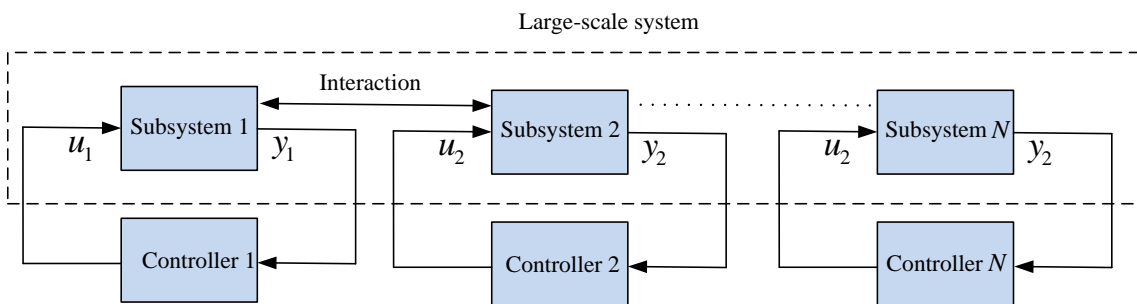 Large-scale system
Interaction
Subsystem 1
Subsystem 2
Subsystem N
u1
y1
u2
y2
u2
y2
Controller 1
Controller 2
Controller N